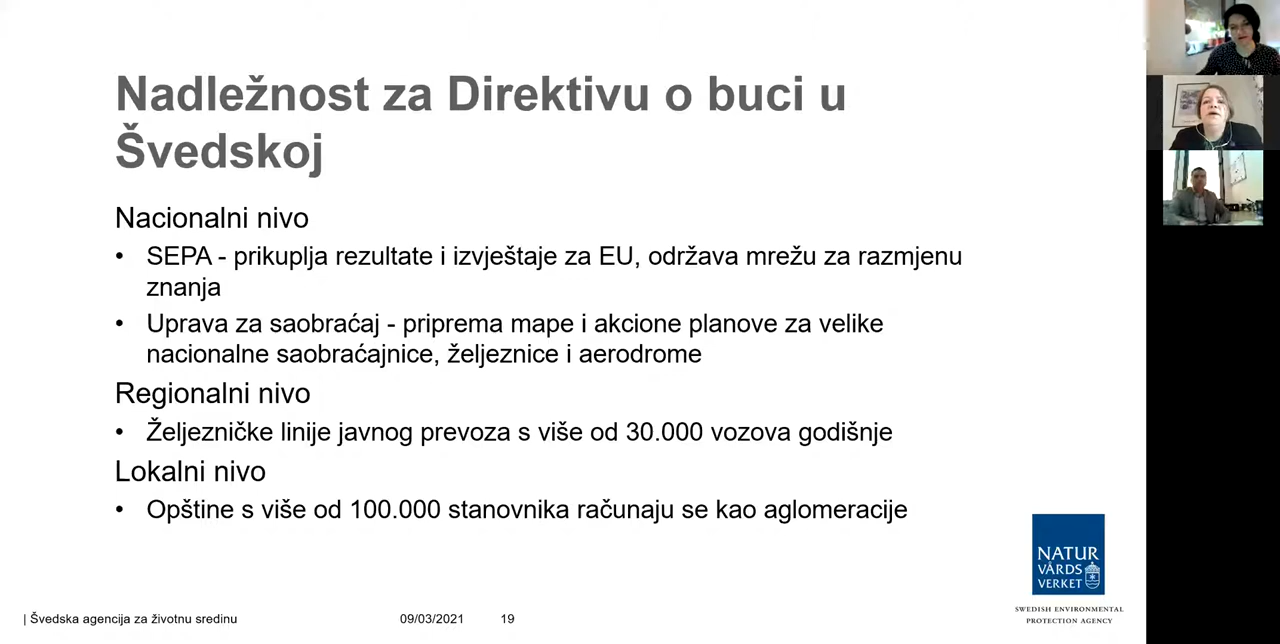 Nadležnost za Direktivu o buci u
Švedskoj
Nacionalni nivo
• SEPA - prikuplja rezultate i izvještaje za EU, održava mrežu za razmjenu
znanja
• Uprava za saobraćaj - priprema mape i akcione planove za velike
nacionalne saobraćajnice, željeznice i aerodrome
Regionalni nivo
• Željezničke linije javnog prevoza s više od 30.000 vozova godišnje
Lokalni nivo
• Opštine s više od 100.000 stanovnika računaju se kao aglomeracije
NATUR
VÅRDS
VERKET
SWEDISH ENVIRONMENTAL
PROTECTION AGENCY
| Švedska agencija za životnu sredinu 09/03/2021 19